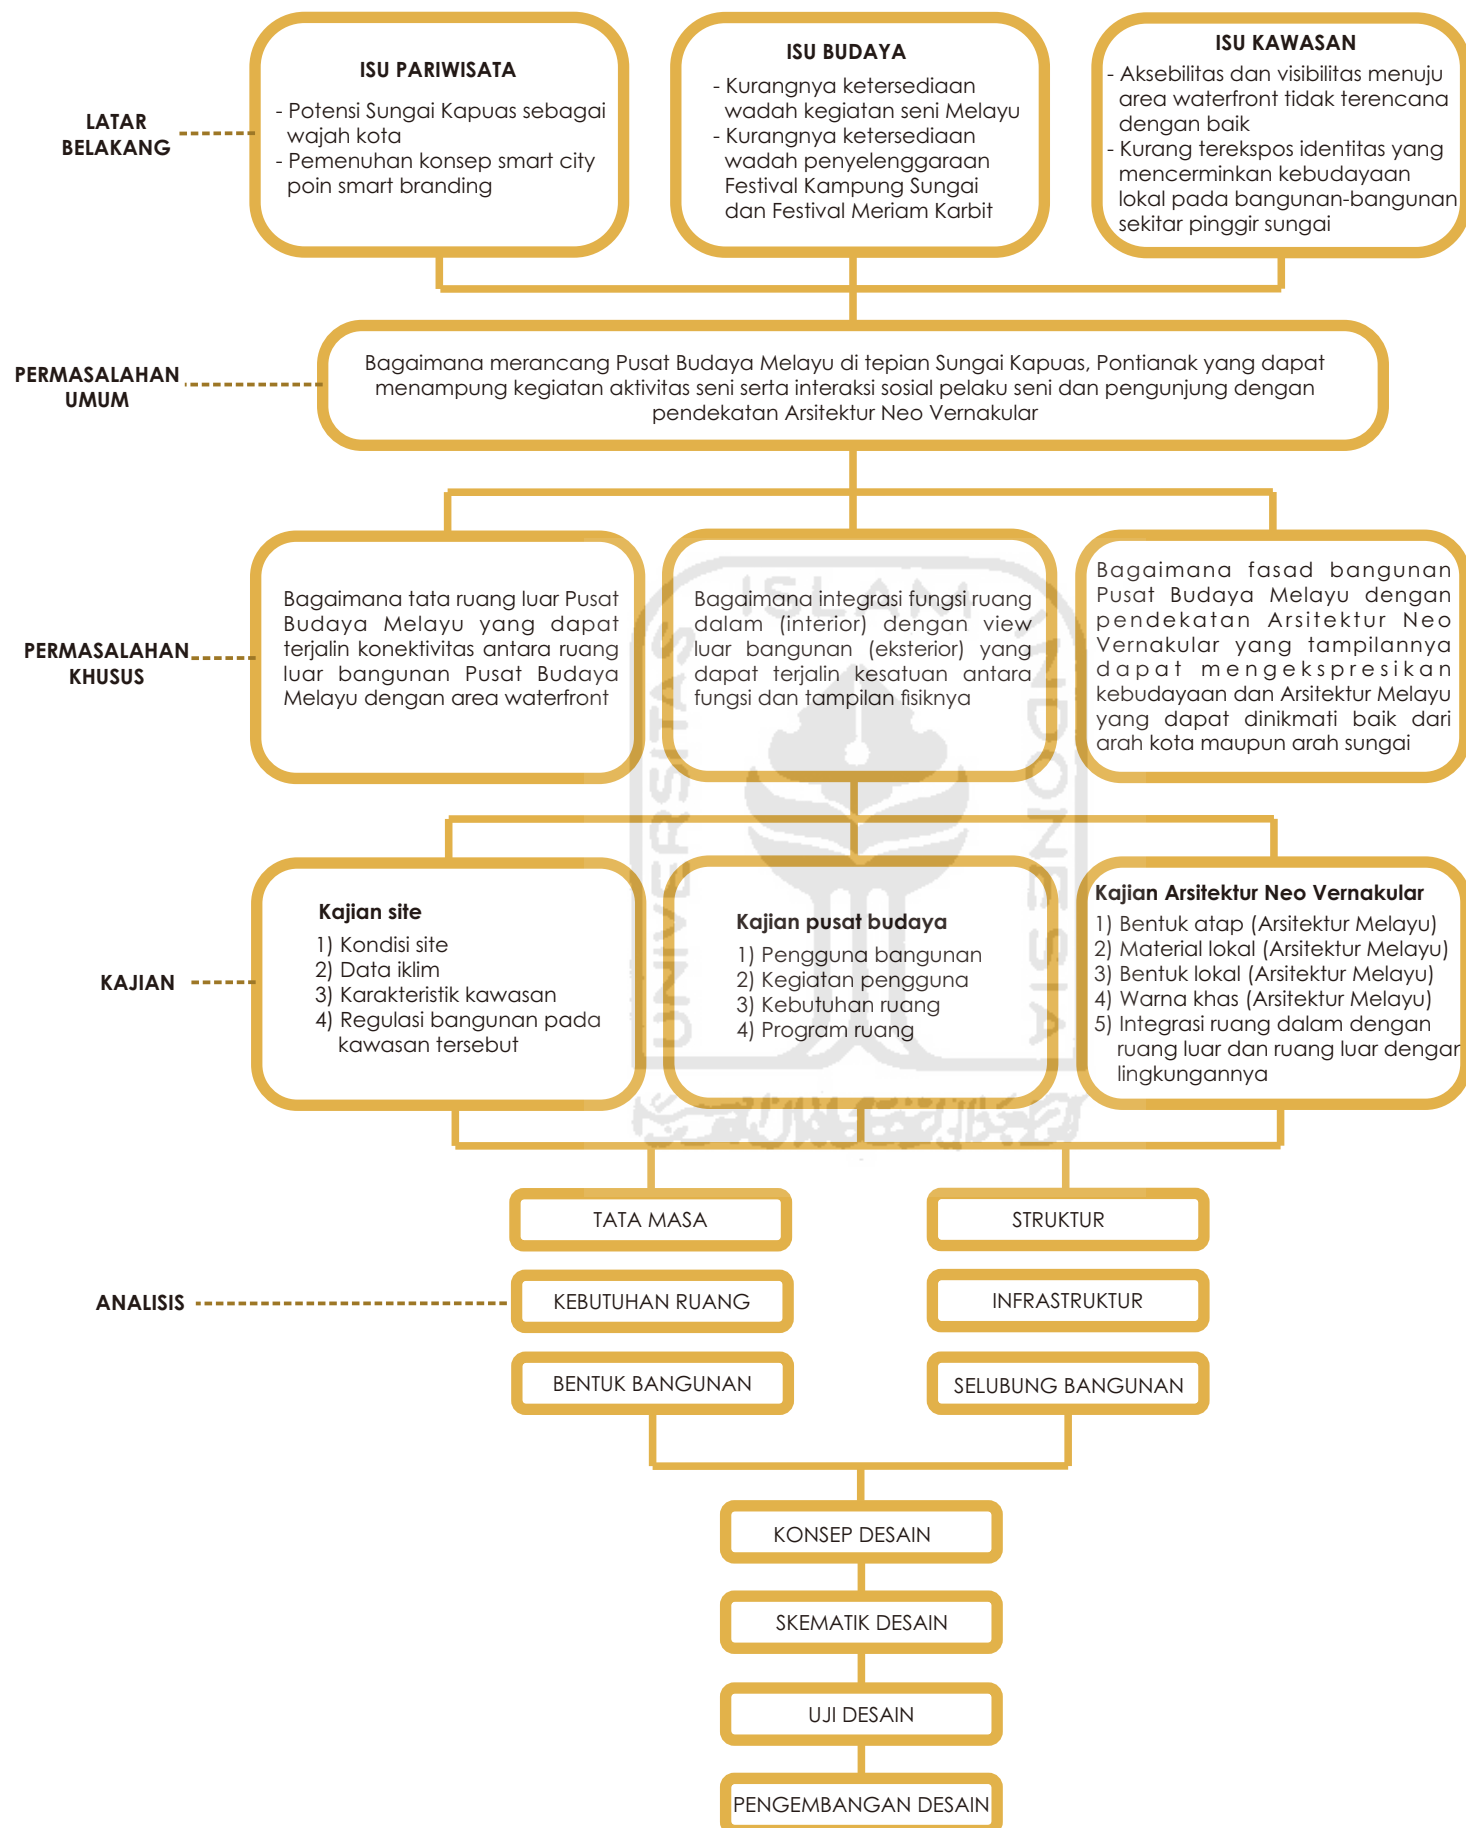 LATAR
BELAKANG
ISU PARIWISATA
- Potensi Sungai Kapuas sebagai
wajah kota
- Pemenuhan konsep smart city
poin smart branding
ISU BUDAYA
- Kurangnya ketersediaan
wadah kegiatan seni Melayu
- Kurangnya ketersediaan
wadah penyelenggaraan
Festival Kampung Sungai
dan Festival Meriam Karbit
ISU KAWASAN
- Aksebilitas dan visibilitas menuju
area waterfront tidak terencana
dengan baik
- Kurang terekspos identitas yang
mencerminkan kebudayaan
lokal pada bangunan-bangunan
sekitar pinggir sungai
PERMASALAHAN
UMUM
Bagaimana merancang Pusat Budaya Melayu di tepian Sungai Kapuas, Pontianak yang dapat
menampung kegiatan aktivitas seni serta interaksi sosial pelaku seni dan pengunjung dengan
pendekatan Arsitektur Neo Vernakular
PERMASALAHAN
KHUSUS
Bagaimana tata ruang luar Pusat
Budaya Melayu yang dapat
terjalin konektivitas antara ruang
luar bangunan Pusat Budaya
Melayu dengan area waterfront
Bagaimana integrasi fungsi ruang
dalam (interior) dengan view
luar bangunan (eksterior) yang
dapat terjalin kesatuan antara
fungsi dan tampilan fisiknya
Bagaimana fasad bangunan
Pusat Budaya Melayu dengan
pendekatan Arsitektur Neo
Vernakular yang tampilannya
dapat mengekspresikan
kebudayaan dan Arsitektur Melayu
yang dapat dinikmati baik dari
arah kota maupun arah sungai
UNIVERSITAS
ISLAM
INDONESIA
KAJIAN
Kajian site
1) Kondisi site
2) Data iklim
3) Karakteristik kawasan
4) Regulasi bangunan pada
kawasan tersebut
Kajian pusat budaya
1) Pengguna bangunan
2) Kegiatan pengguna
3) Kebutuhan ruang
4) Program ruang
Kajian Arsitektur Neo Vernakular
1) Bentuk atap (Arsitektur Melayu)
2) Material lokal (Arsitektur Melayu)
3) Bentuk lokal (Arsitektur Melayu)
4) Warna khas (Arsitektur Melayu)
5) Integrasi ruang dalam dengan
ruang luar dan ruang luar dengan
lingkungannya
ANALISIS
TATA MASA
STRUKTUR
KEBUTUHAN RUANG
INFRASTRUKTUR
BENTUK BANGUNAN
SELUBUNG BANGUNAN
KONSEP DESAIN
SKEMATIK DESAIN
UJI DESAIN
PENGEMBANGAN DESAIN